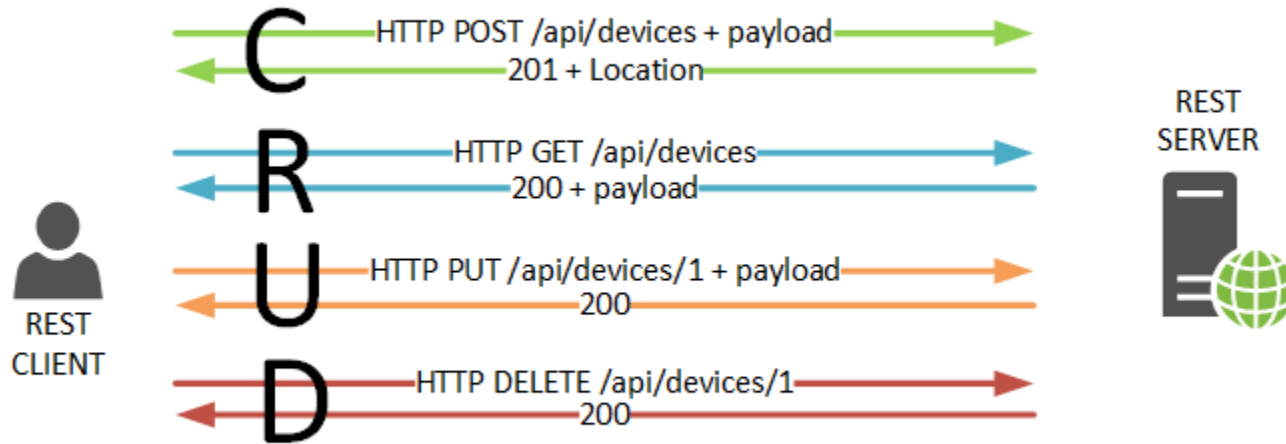 C
HTTP POST /api/devices + payload
201 + Location
R
HTTP GET /api/devices
200 + payload
U
HTTP PUT /api/devices/1 + payload
200
D
HTTP DELETE /api/devices/1
200
REST
CLIENT
REST
SERVER